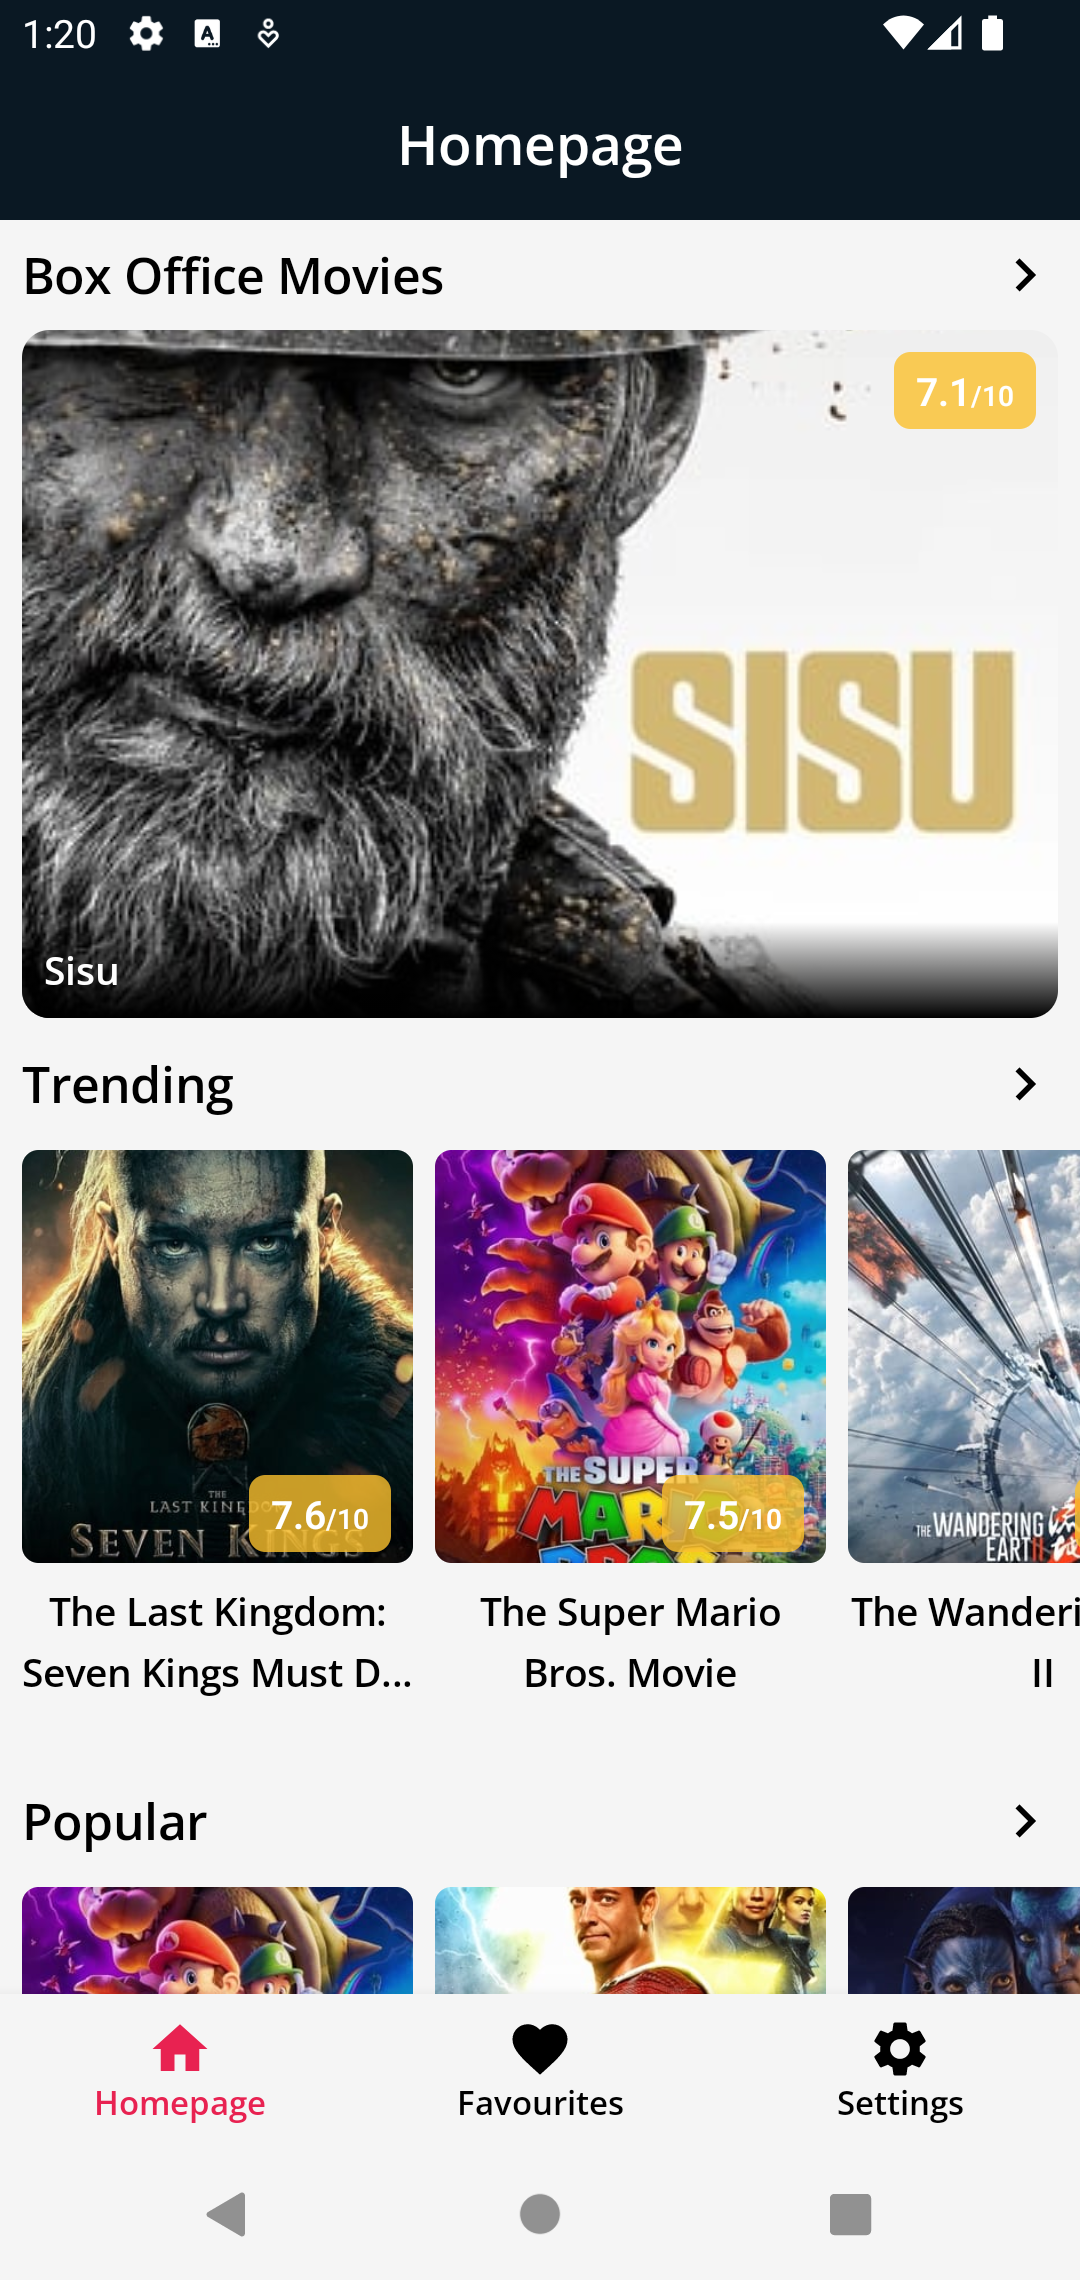 1:20
Homepage
Box Office Movies
7.1/10
SISU
Sisu
Trending
THE
LAST KINGDO
SEVEN KINGS
7.6/10
THE SUPER
MARIO
BROS
7.5/10
THE WANDERING
EARTH II
The Last Kingdom:
Seven Kings Must D...
The Super Mario
Bros. Movie
The Wanderi
II
Popular
Homepage
Favourites
Settings